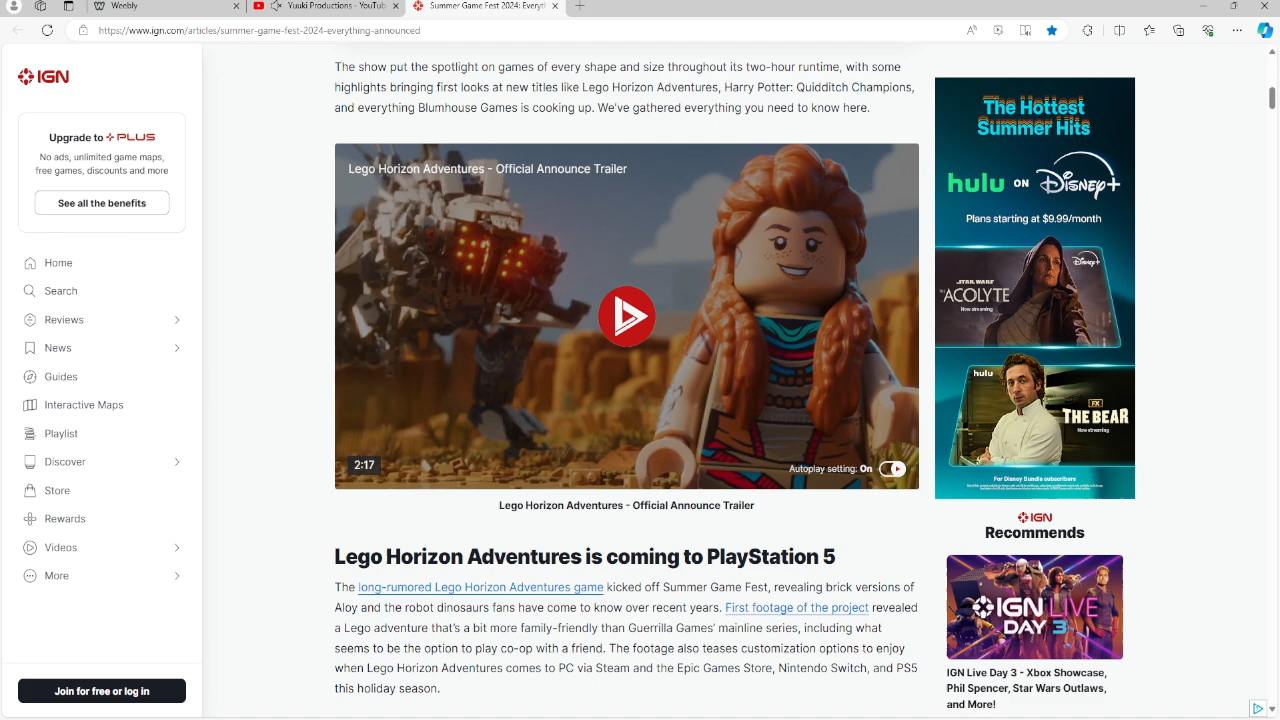 Weebly
Yuuki Productions - YouTub
Summer Game Fest 2024: Everyt
https://www.ign.com/articles/summer-game-fest-2024-everything-announced
IGN
Upgrade to PLUS
No ads, unlimited game maps,
free games, discounts and more
See all the benefits
Home
Search
Reviews
News
Guides
Interactive Maps
Playlist
Discover
Store
Rewards
Videos
More
Join for free or log in
The show put the spotlight on games of every shape and size throughout its two-hour runtime, with some
highlights bringing first looks at new titles like Lego Horizon Adventures, Harry Potter: Quidditch Champions,
and everything Blumhouse Games is cooking up. We've gathered everything you need to know here.
Lego Horizon Adventures - Official Announce Trailer
2:17
Autoplay setting: On
Lego Horizon Adventures - Official Announce Trailer
Lego Horizon Adventures is coming to PlayStation 5
The long-rumored Lego Horizon Adventures game kicked off Summer Game Fest, revealing brick versions of
Aloy and the robot dinosaurs fans have come to know over recent years. First footage of the project revealed
a Lego adventure that's a bit more family-friendly than Guerrilla Games' mainline series, including what
seems to be the option to play co-op with a friend. The footage also teases customization options to enjoy
when Lego Horizon Adventures comes to PC via Steam and the Epic Games Store, Nintendo Switch, and PS5
this holiday season.
The Hottest
Summer Hits
hulu ON Disney+
Plans starting at $9.99/month
Disney+
STAR WARS
THE ACOLYTE
Now streaming
hulu
FX
THE BEAR
Now streaming
For Disney Bundle subscribers
IGN
Recommends
IGN LIVE
DAY 3
IGN Live Day 3 - Xbox Showcase,
Phil Spencer, Star Wars Outlaws,
and More!